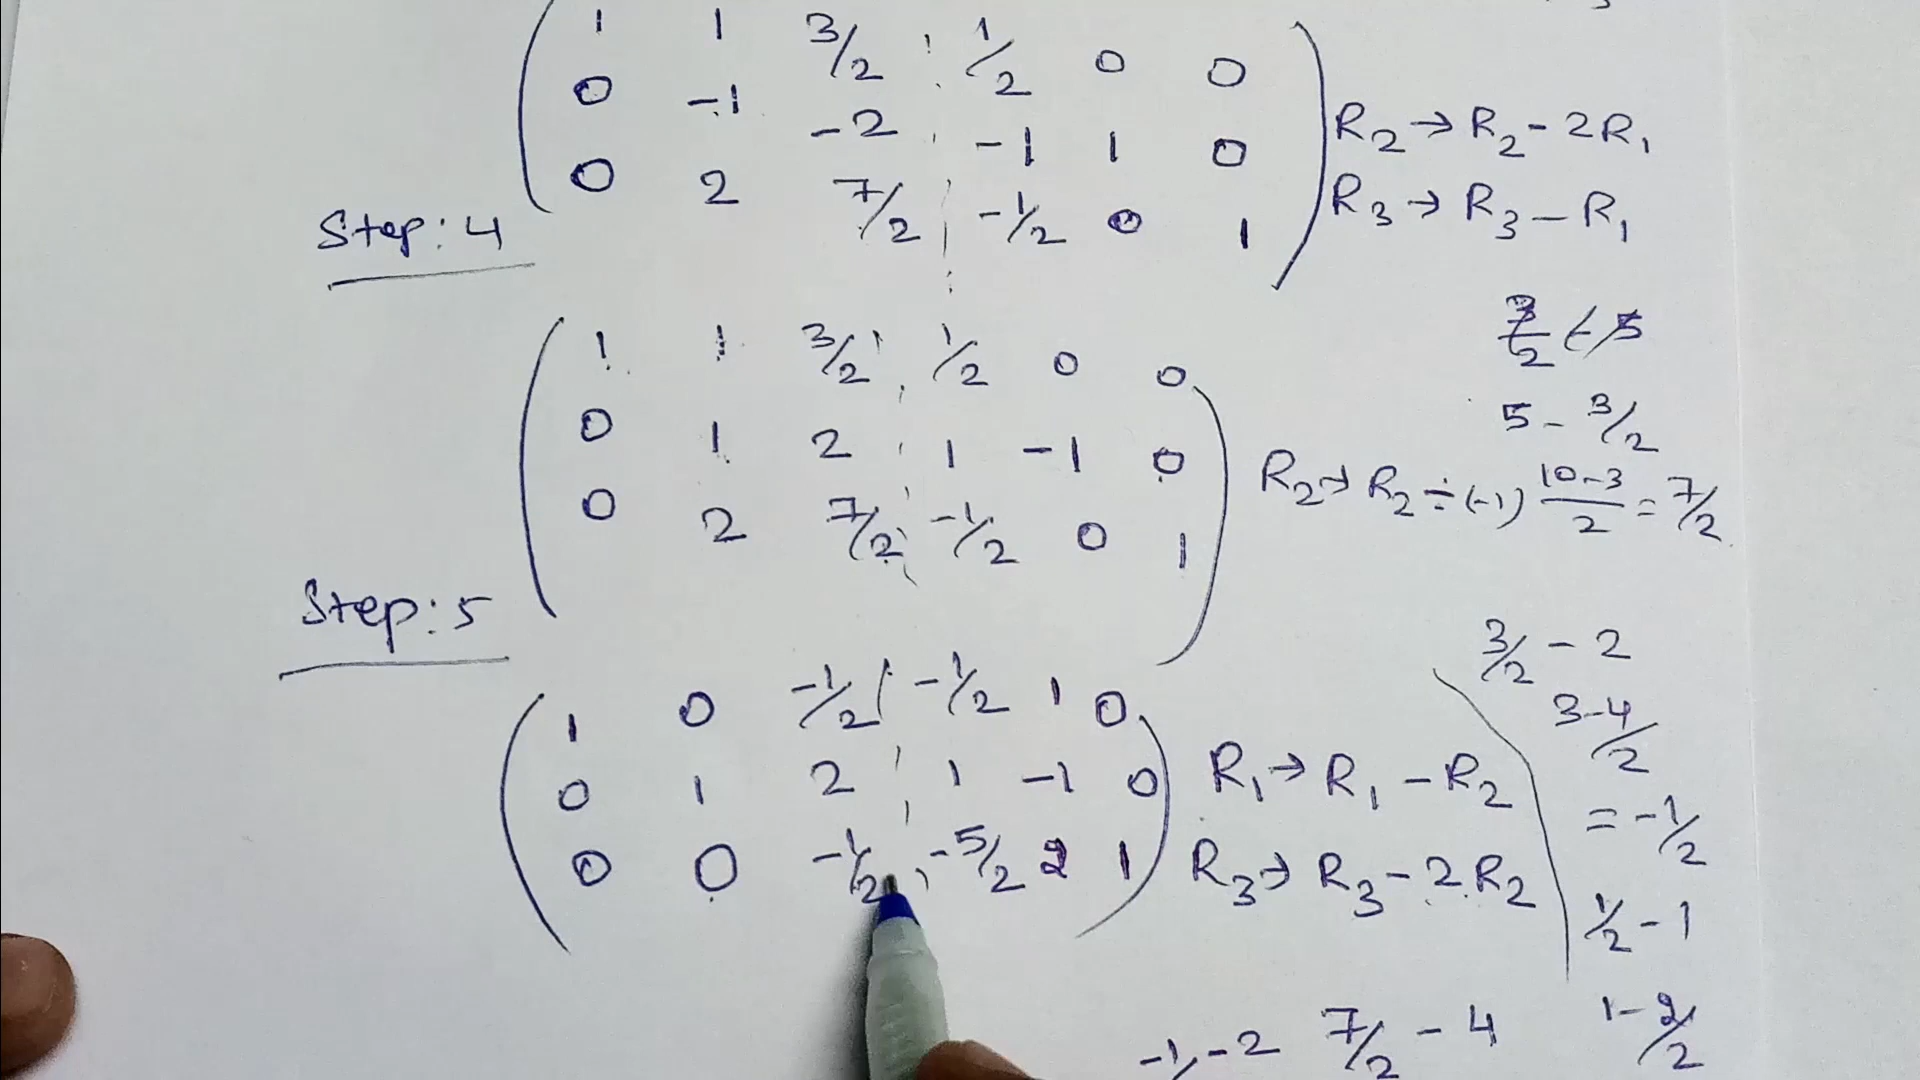 1 1 3/2 ¦ 1/2 0 0
0 -1 -2 ¦ -1 1 0 R2 → R2 - 2R1
0 2 7/2 ¦ -1/2 0 1 R3 → R3 - R1
Step: 4
1 1 3/2 ¦ 1/2 0 0
5 - 3/2
0 1 2 ¦ 1 -1 0 R2 → R2 ÷ (-1) (10-3)/2 = 7/2
0 2 7/2 ¦ -1/2 0 1
Step: 5
3/2 - 2
1 0 -1/2 ¦ -1/2 1 0
3-4/2
0 1 2 ¦ 1 -1 0 R1 → R1 - R2
= -1/2
0 0 -1/2 ¦ -5/2 2 1 R3 → R3 - 2R2
1/2 - 1
7/2 - 4 1-2/2